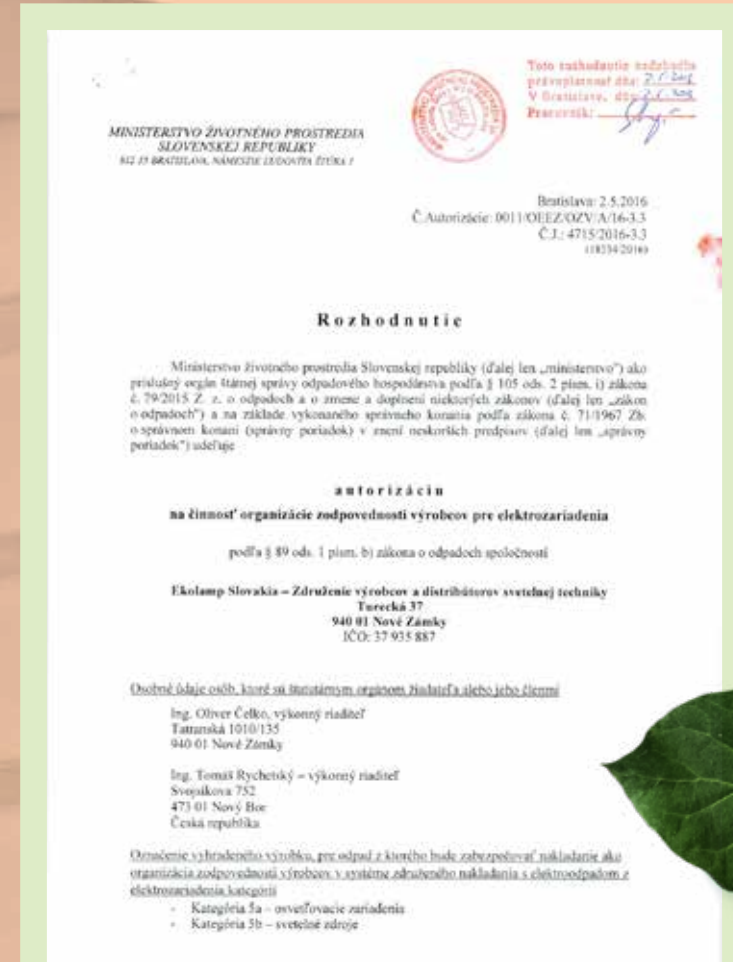 Toto rozhodnutie nadobudlo
právoplatnosť dňa:
V Bratislave, dňa
Pracovník:
MINISTERSTVO ŽIVOTNÉHO PROSTREDIA
SLOVENSKEJ REPUBLIKY
812 35 BRATISLAVA, NÁMESTIE ĽUDOVÍTA ŠTÚRA 1
Bratislava: 2.5.2016
Č.Autorizácie: 0011/OEEZ/OZV/A/16-3.3
Č.J.: 4715/2016-3.3
(18234/2016)
Rozhodnutie
Ministerstvo životného prostredia Slovenskej republiky (ďalej len „ministerstvo") ako
príslušný orgán štátnej správy odpadového hospodárstva podľa § 105 ods. 2 písm. i) zákona
č. 79/2015 Z. z. o odpadoch a o zmene a doplnení niektorých zákonov (ďalej len „zákon
o odpadoch") a na základe vykonaného správneho konania podľa zákona č. 71/1967 Zb.
o správnom konaní (správny poriadok) v znení neskorších predpisov (ďalej len „správny
poriadok") udeľuje
autorizáciu
na činnosť organizácie zodpovednosti výrobcov pre elektrozariadenia
podľa § 89 ods. 1 písm. b) zákona o odpadoch spoločnosti
Ekolamp Slovakia – Združenie výrobcov a distribútorov svetelnej techniky
Turecká 37
940 01 Nové Zámky
IČO: 37 935 887
Osobné údaje osôb, ktoré sú štatutárnym orgánom žiadateľa alebo jeho členmi
Ing. Oliver Čelko, výkonný riaditeľ
Tatranská 1010/135
940 01 Nové Zámky
Ing. Tomáš Rychetský – výkonný riaditeľ
Svojsíkova 752
473 01 Nový Bor
Česká republika
Označenie vyhradeného výrobku, pre odpad z ktorého bude zabezpečovať nakladanie ako
organizácia zodpovednosti výrobcov v systéme združeného nakladania s elektroodpadom z
elektrozariadenia kategórií
- Kategória 5a – osvetľovacie zariadenia
- Kategória 5b – svetelné zdroje